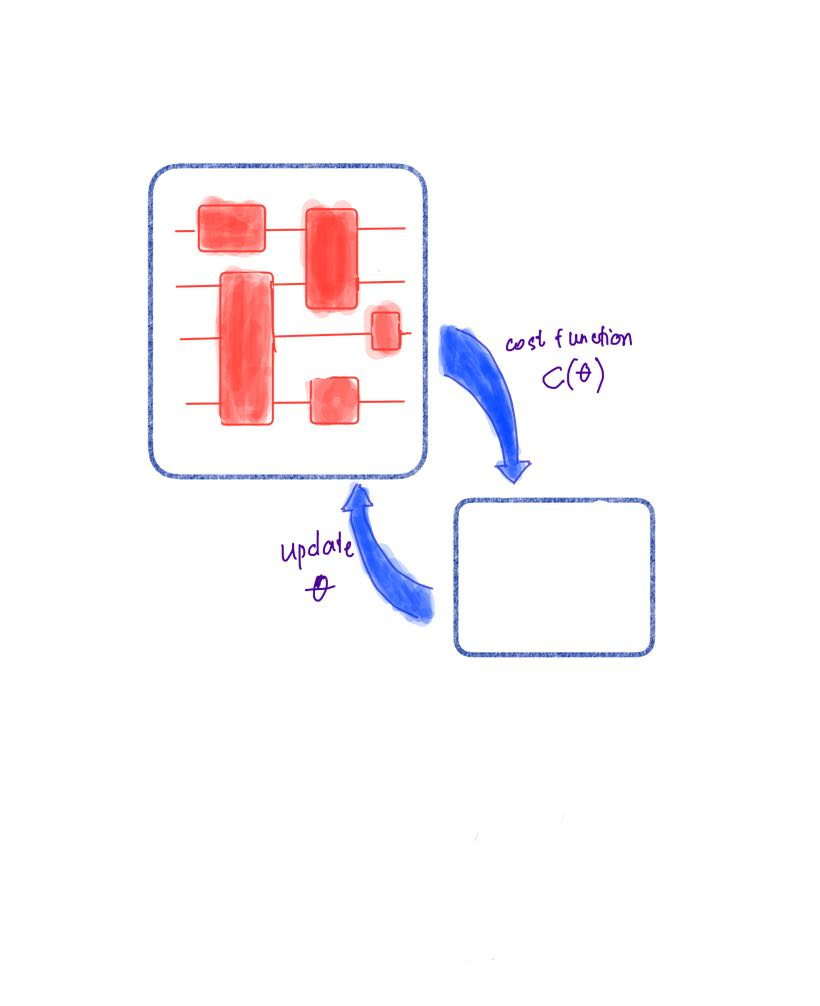 cost function
C(θ)
update
θ